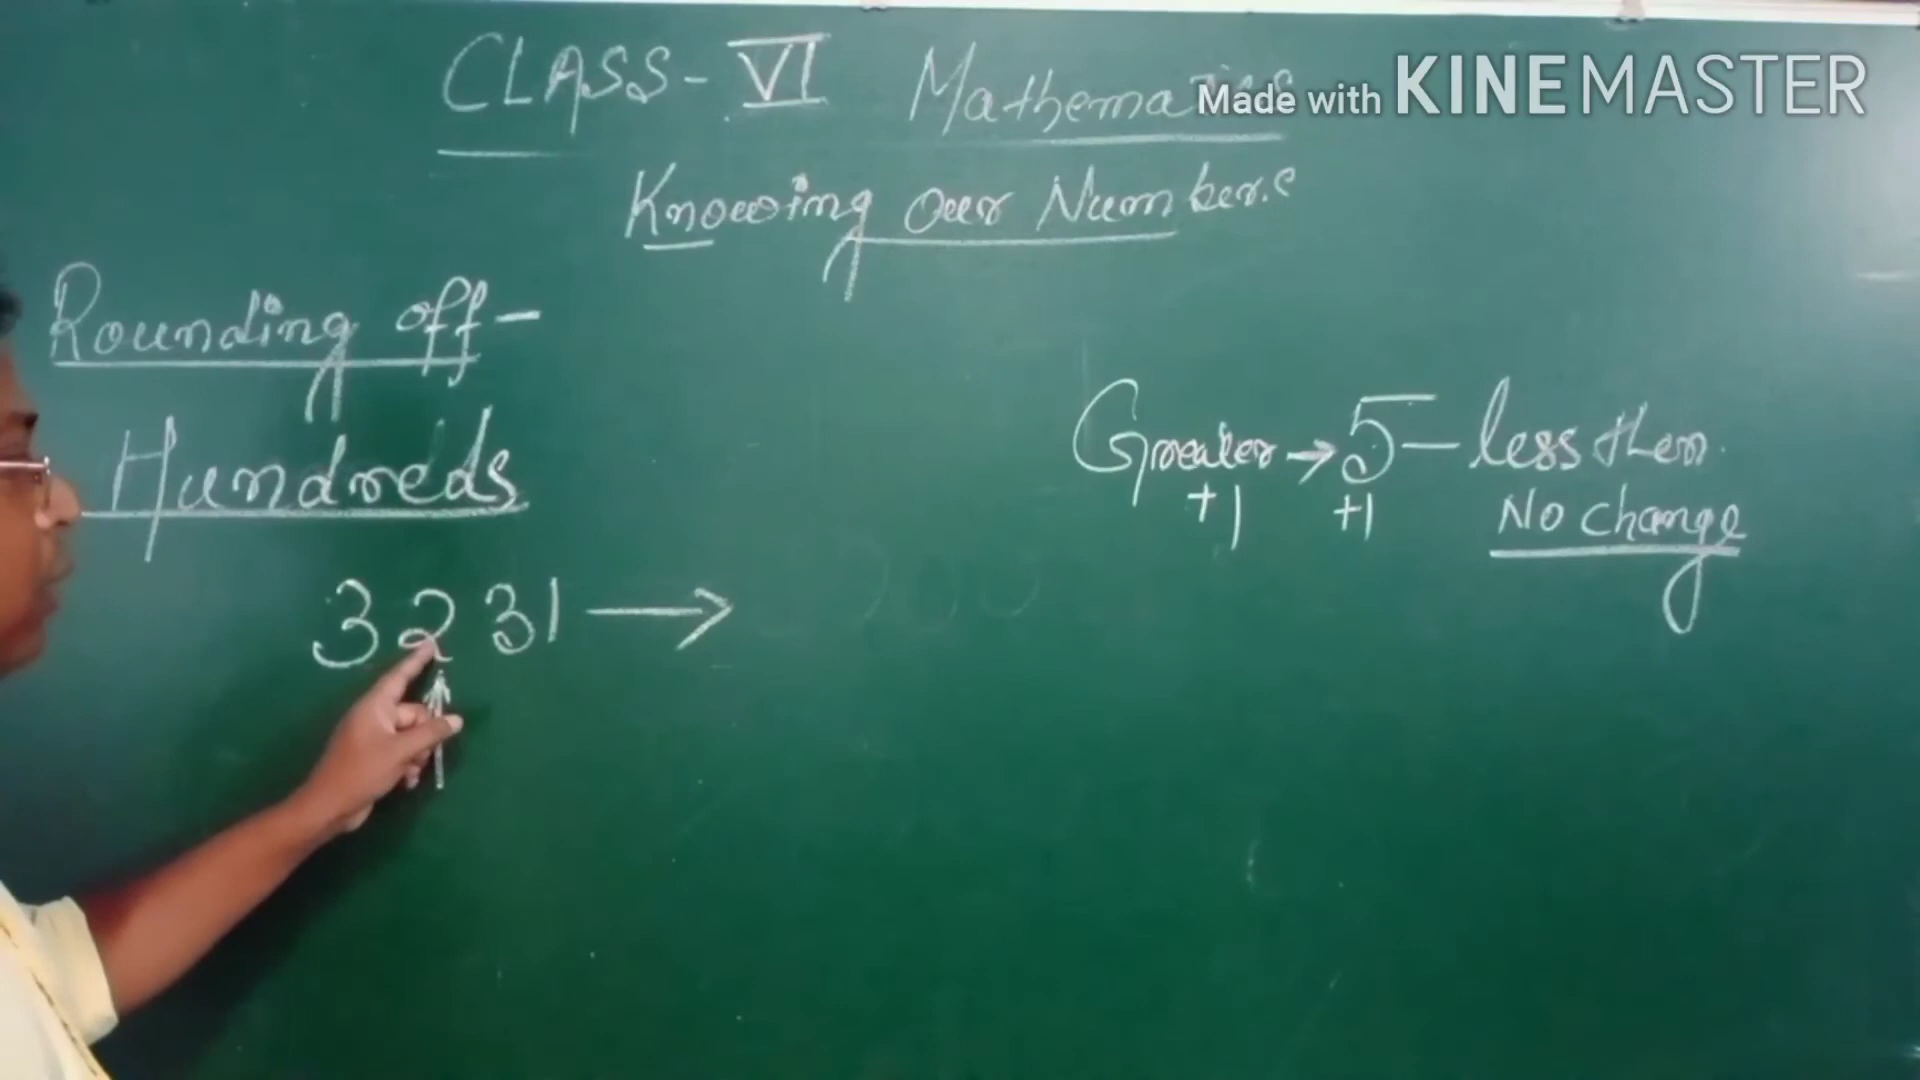 CLASS-VI Mathematics
Made with KINEMASTER
Knowing Our Numbers
Rounding off-
Hundreds
Greater → 5 - less then
+1 +1 No change
3231 →